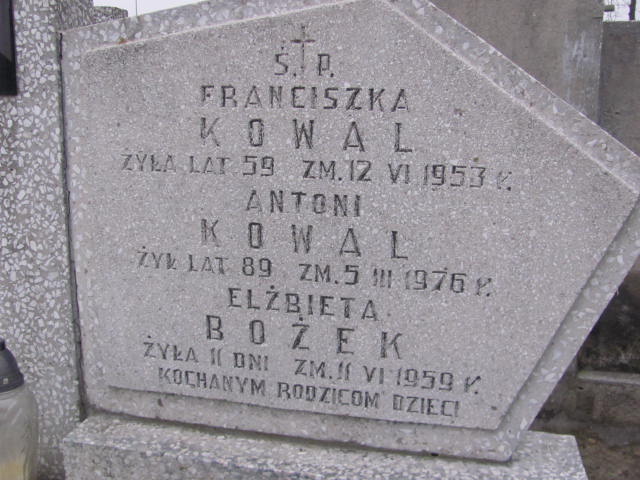 Ś. P.
FRANCISZKA
KOWAL
ŻYŁA LAT 59 ZM. 12 VI 1953 r.
ANTONI
KOWAL
ŻYŁ LAT 89 ZM. 5 III 1976 r.
ELŻBIETA
BOŻEK
ŻYŁA 11 DNI ZM. 11 VI 1959 r.
KOCHANYM RODZICOM DZIECI